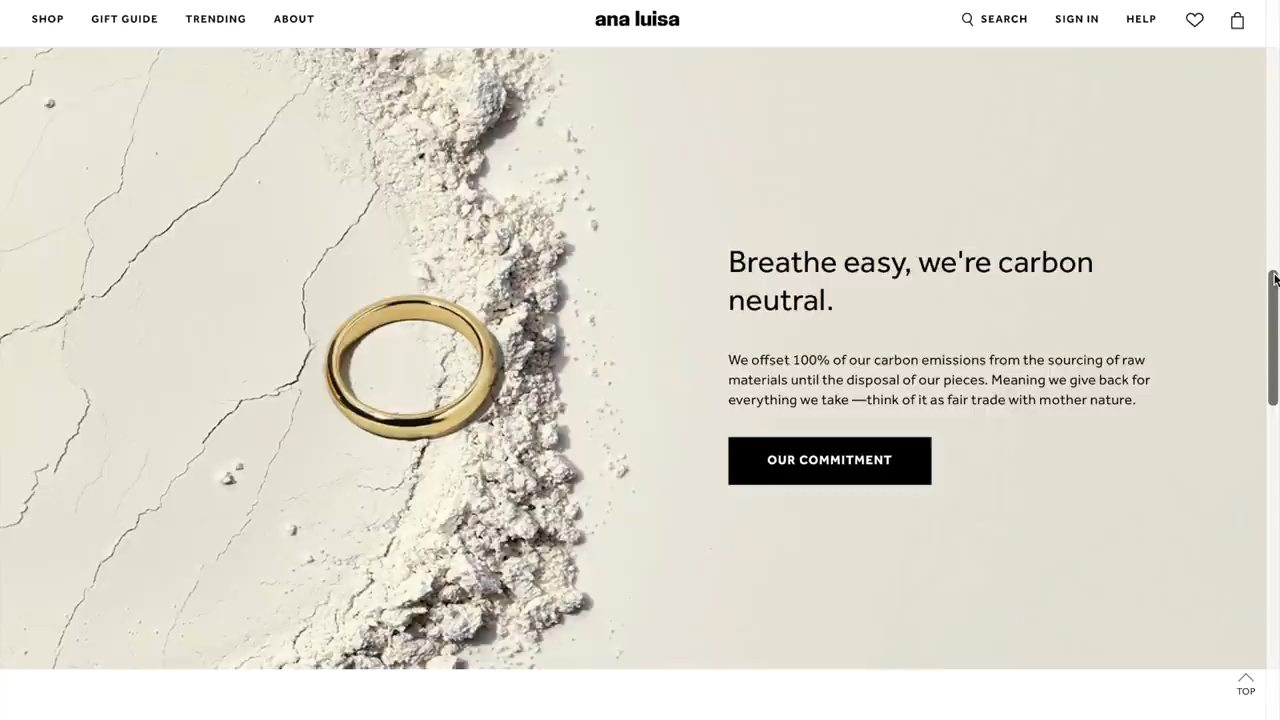 SHOP GIFT GUIDE TRENDING ABOUT ana luisa SEARCH SIGN IN HELP
Breathe easy, we're carbon
neutral.
We offset 100% of our carbon emissions from the sourcing of raw
materials until the disposal of our pieces. Meaning we give back for
everything we take —think of it as fair trade with mother nature.
OUR COMMITMENT
TOP